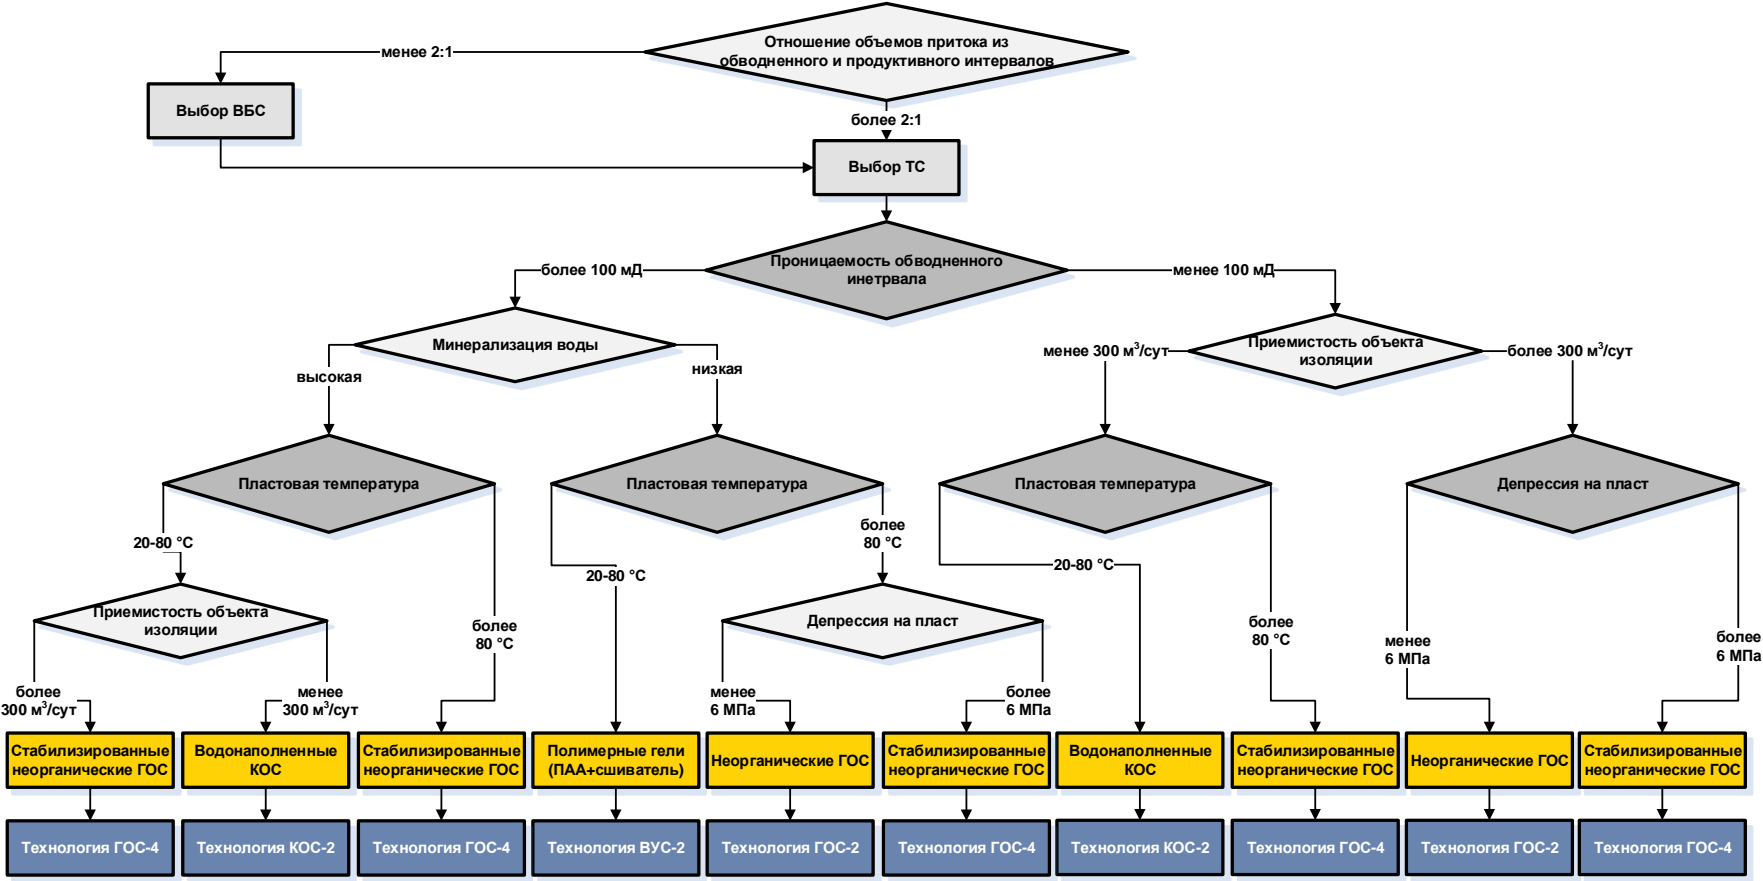 Отношение объемов притока из
обводненного и продуктивного интервалов
менее 2:1
Выбор ВБС
более 2:1
Выбор ТС
Проницаемость обводненного
инетрвала
более 100 мД
менее 100 мД
Минерализация воды
Приемистость объекта
изоляции
высокая
низкая
менее 300 м³/сут
более 300 м³/сут
Пластовая температура
Пластовая температура
Пластовая температура
Депрессия на пласт
20-80 °С
более
80 °С
20-80 °С
более
80 °С
20-80 °С
более
80 °С
менее
6 МПа
более
6 МПа
Приемистость объекта
изоляции
Депрессия на пласт
более
300 м³/сут
менее
300 м³/сут
менее
6 МПа
более
6 МПа
Стабилизированные
неорганические ГОС
Водонаполненные
КОС
Стабилизированные
неорганические ГОС
Полимерные гели
(ПАА+сшиватель)
Неорганические ГОС
Стабилизированные
неорганические ГОС
Водонаполненные
КОС
Стабилизированные
неорганические ГОС
Неорганические ГОС
Стабилизированные
неорганические ГОС
Технология ГОС-4
Технология КОС-2
Технология ГОС-4
Технология ВУС-2
Технология ГОС-2
Технология ГОС-4
Технология КОС-2
Технология ГОС-4
Технология ГОС-2
Технология ГОС-4